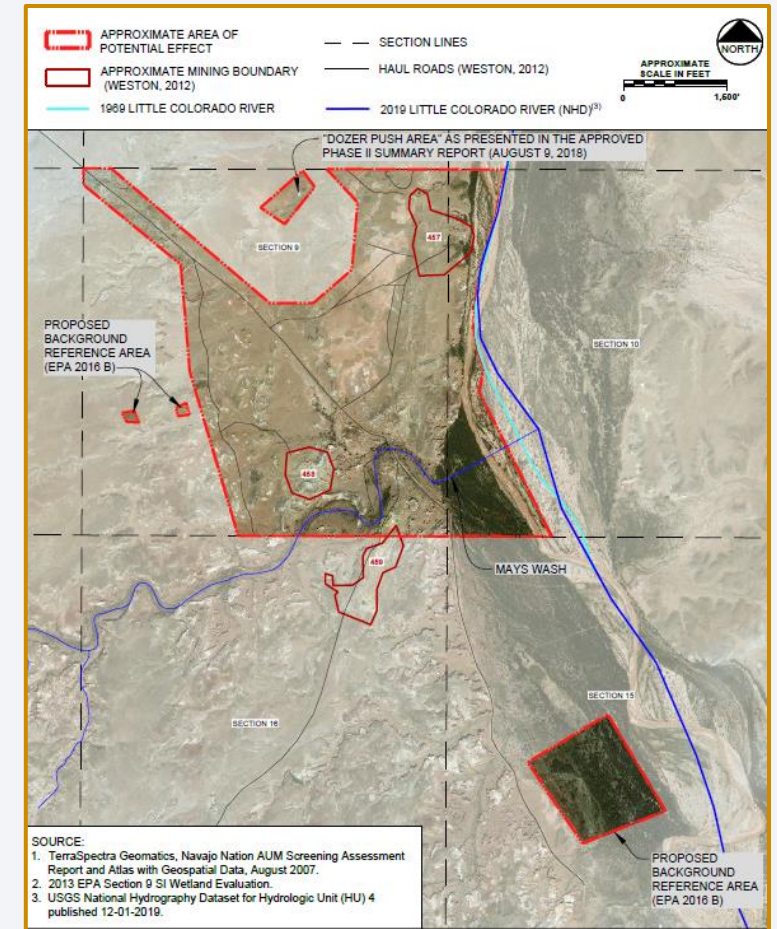 APPROXIMATE AREA OF
POTENTIAL EFFECT
APPROXIMATE MINING BOUNDARY
(WESTON, 2012)
1969 LITTLE COLORADO RIVER
SECTION LINES
HAUL ROADS (WESTON, 2012)
2019 LITTLE COLORADO RIVER (NHD)(3)
NORTH
APPROXIMATE
SCALE IN FEET
0 1,600'
"DOZER PUSH AREA" AS PRESENTED IN THE APPROVED
PHASE II SUMMARY REPORT (AUGUST 9, 2018)
457
SECTION 9
PROPOSED
BACKGROUND
REFERENCE AREA
(EPA 2016 B)
SECTION 10
458
459
MAYS WASH
SECTION 15
SECTION 16
PROPOSED
BACKGROUND
REFERENCE AREA
(EPA 2016 B)
SOURCE:
1. TerraSpectra Geomatics, Navajo Nation AUM Screening Assessment
Report and Atlas with Geospatial Data, August 2007.
2. 2013 EPA Section 9 SI Wetland Evaluation.
3. USGS National Hydrography Dataset for Hydrologic Unit (HU) 4
published 12-01-2019.